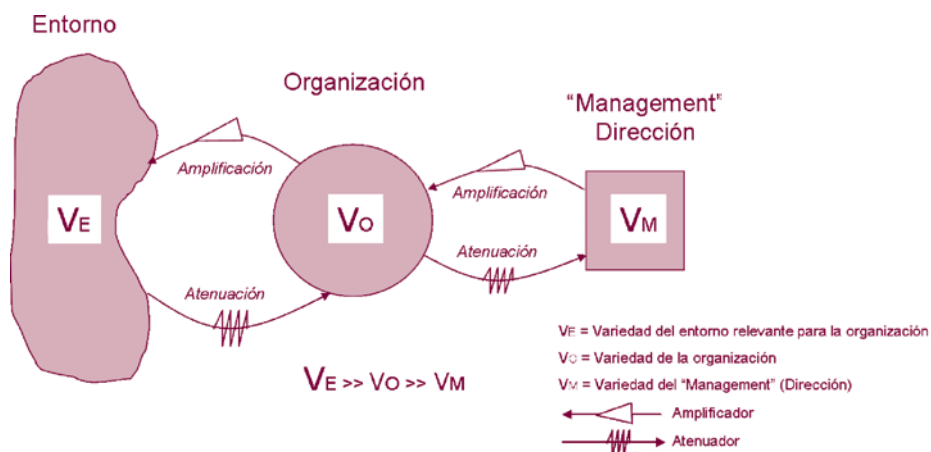 Entorno
Organización
“Management”
Dirección
Amplificación
Amplificación
VE
VO
VM
Atenuación
Atenuación
VE >> VO >> VM
VE = Variedad del entorno relevante para la organización
VO = Variedad de la organización
VM = Variedad del “Management” (Dirección)
Amplificador
Atenuador